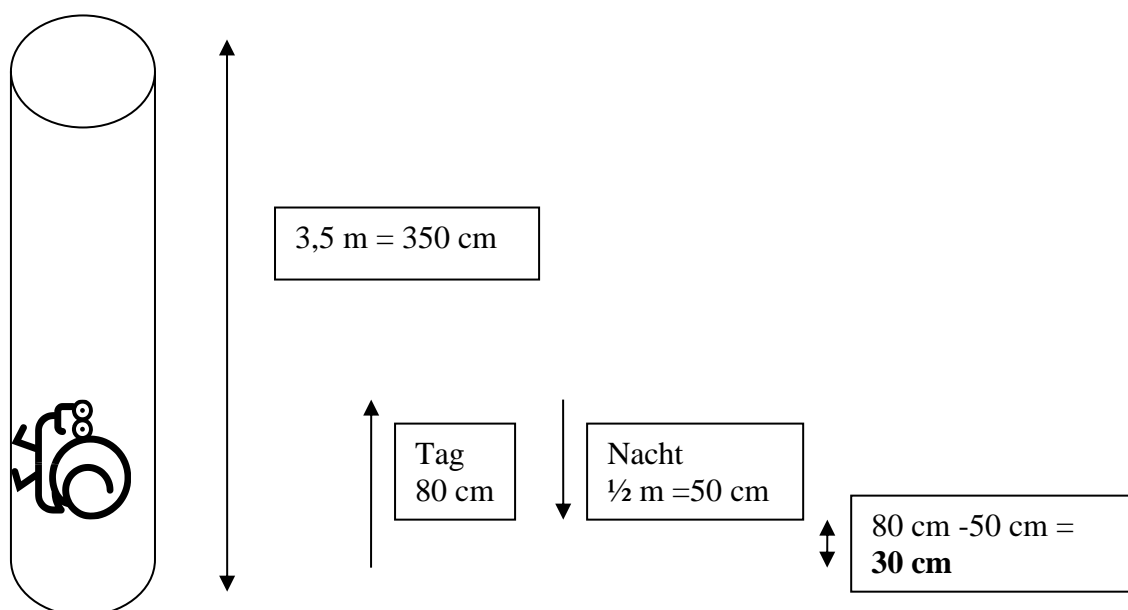 3,5 m = 350 cm
Tag
80 cm
Nacht
½ m =50 cm
80 cm -50 cm =
30 cm